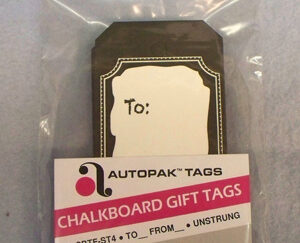 To:
AUTOPAK™ TAGS
CHALKBOARD GIFT TAGS
• TO__ FROM__ • UNSTRUNG